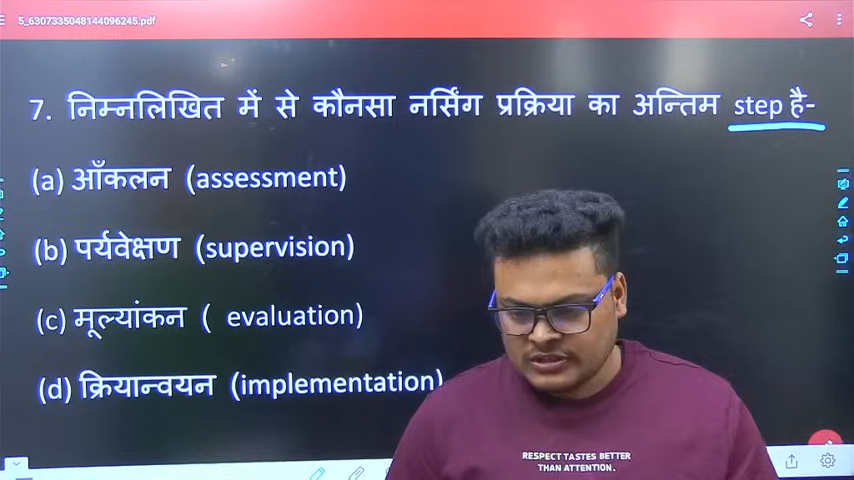 5_6307335048144096245.pdf
7. निम्नलिखित में से कौनसा नर्सिंग प्रक्रिया का अन्तिम step है-
(a) आँकलन (assessment)
(b) पर्यवेक्षण (supervision)
(c) मूल्यांकन ( evaluation)
(d) क्रियान्वयन (implementation)
RESPECT TASTES BETTER
THAN ATTENTION.